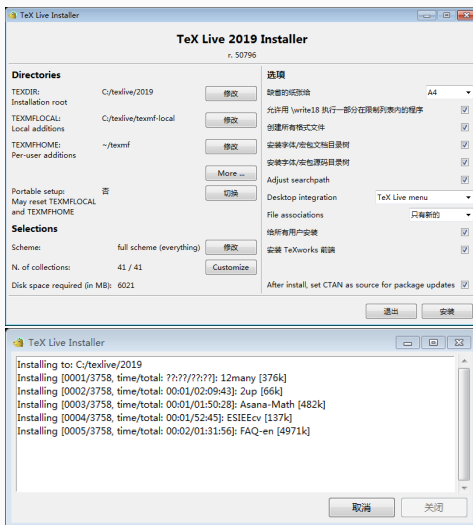 TeX Live Installer
TeX Live 2019 Installer
r. 50796
Directories
TEXDIR: C:/texlive/2019 修改
Installation root
TEXMFLOCAL: C:/texlive/texmf-local 修改
Local additions
TEXMFHOME: ~/texmf 修改
Per-user additions
More ...
Portable setup: 否 切换
May reset TEXMFLOCAL
and TEXMFHOME
Selections
Scheme: full scheme (everything) 修改
N. of collections: 41 / 41 Customize
Disk space required (in MB): 6021
选项
缺省的纸张给 A4
允许用 \write18 执行一部分在限制列表内的程序
创建所有格式文件
安装字体/宏包文档目录树
安装字体/宏包源码目录树
Adjust searchpath
Desktop integration TeX Live menu
File associations 只有新的
给所有用户安装
安装 TeXworks 前端
After install, set CTAN as source for package updates
退出 安装
TeX Live Installer
Installing to: C:/texlive/2019
Installing [0001/3758, time/total: ??:??/??:??]: 12many [376k]
Installing [0002/3758, time/total: 00:01/02:09:43]: 2up [66k]
Installing [0003/3758, time/total: 00:01/01:50:28]: Asana-Math [482k]
Installing [0004/3758, time/total: 00:01/52:45]: ESIEEcv [137k]
Installing [0005/3758, time/total: 00:02/01:31:56]: FAQ-en [4971k]
取消 关闭